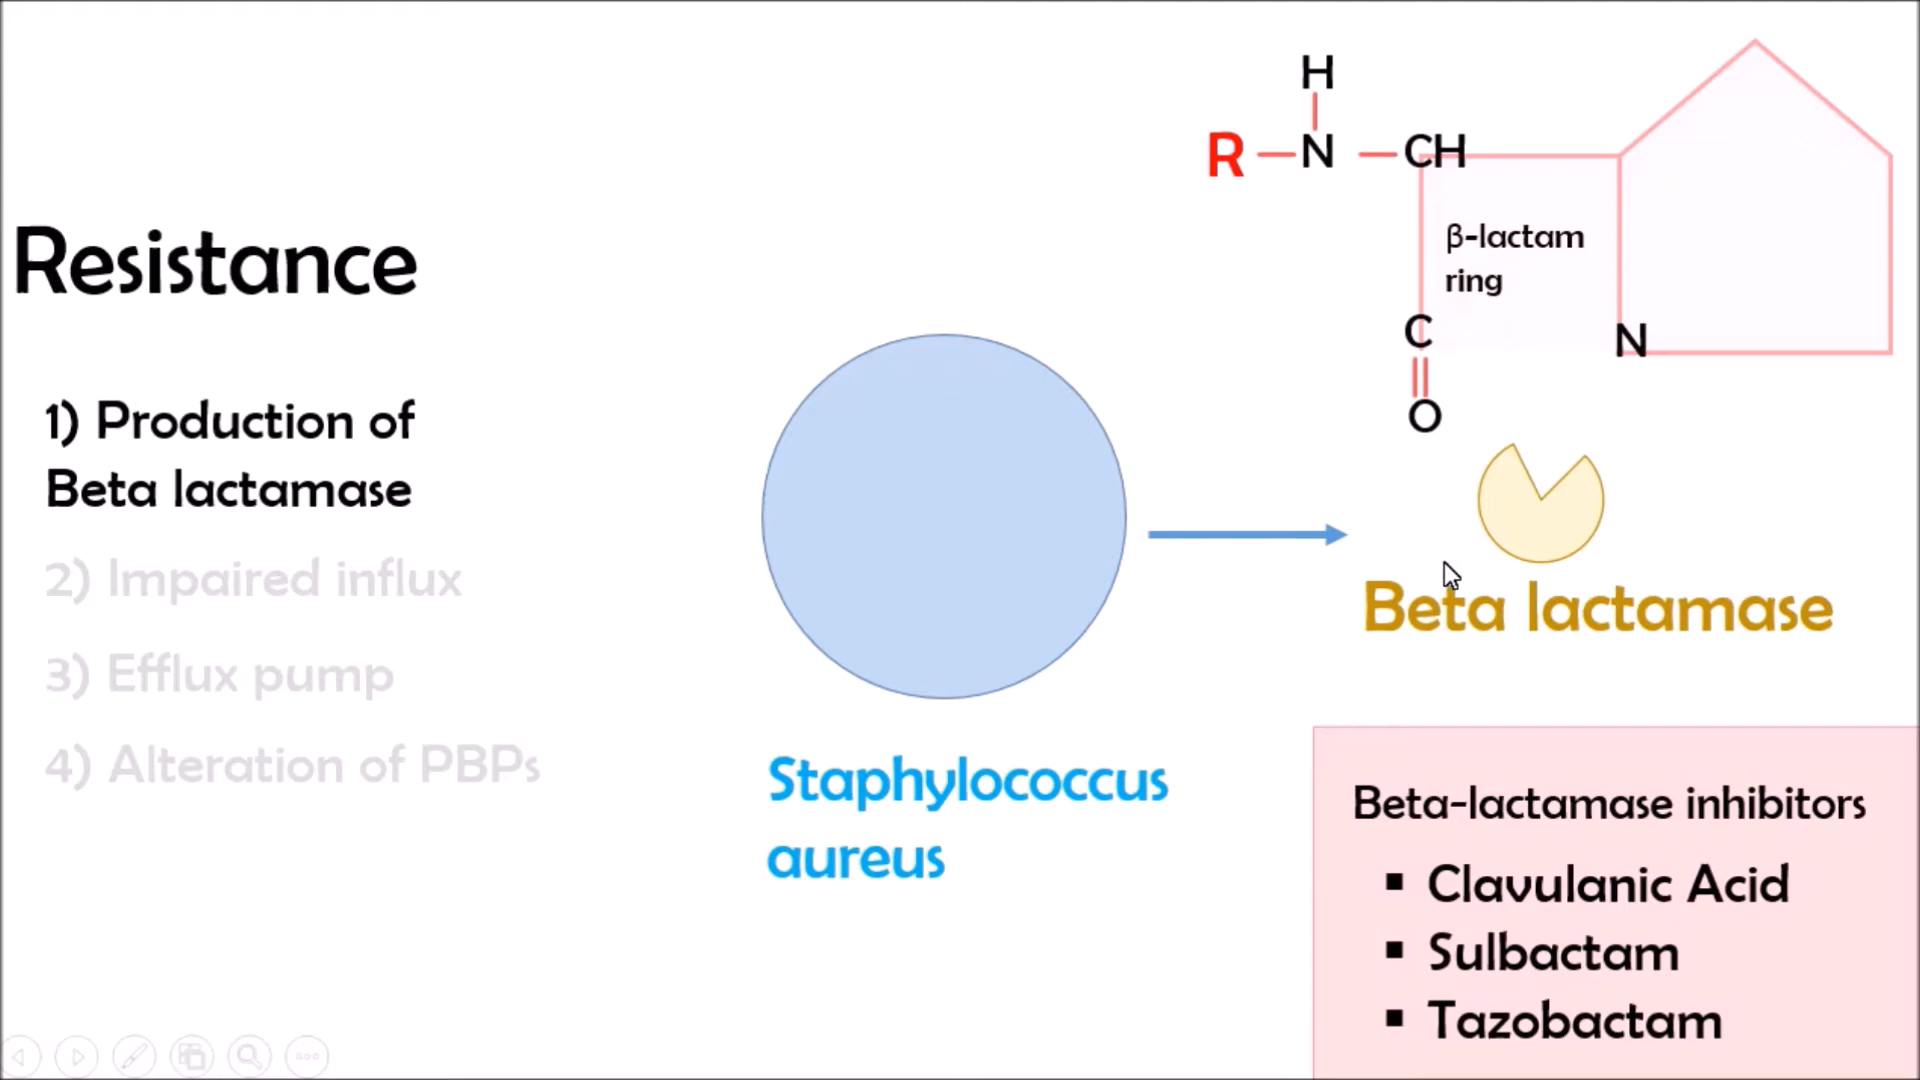 Resistance
1) Production of
Beta lactamase
2) Impaired influx
3) Efflux pump
4) Alteration of PBPs
Staphylococcus
aureus
H
R N CH
β-lactam
ring
C
N
O
Beta lactamase
Beta-lactamase inhibitors
▪ Clavulanic Acid
▪ Sulbactam
▪ Tazobactam